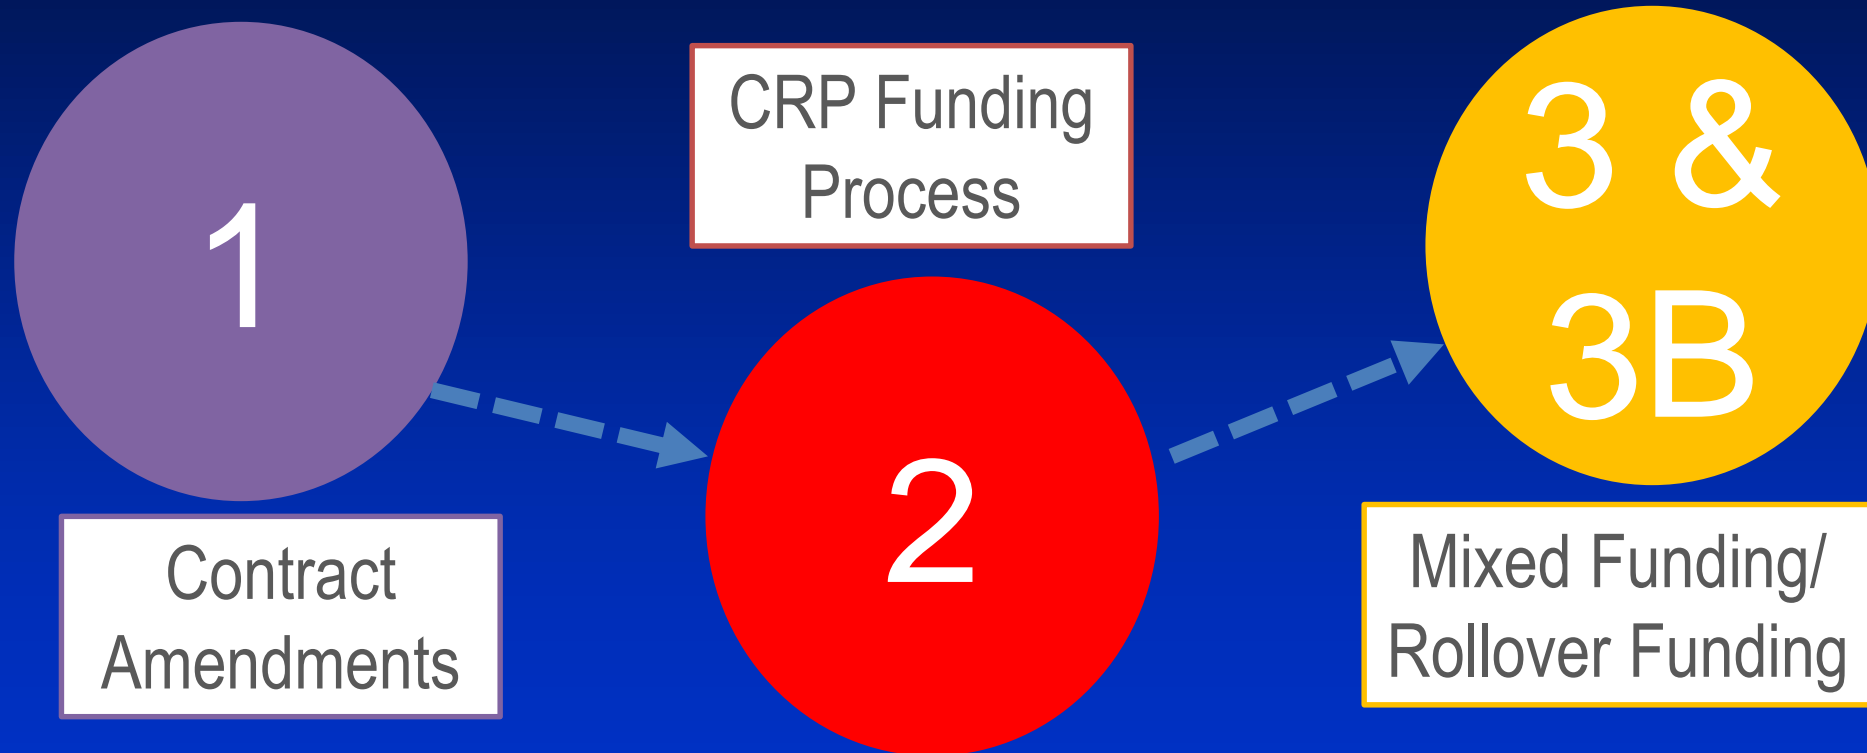 1
Contract
Amendments
CRP Funding
Process
2
3 &
3B
Mixed Funding/
Rollover Funding